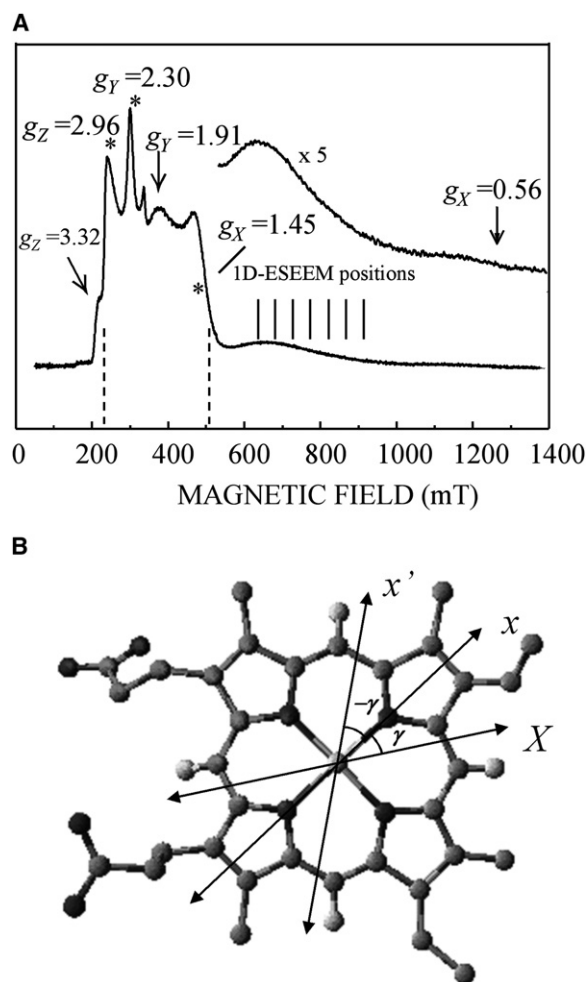 A
g_Y=2.30
*
g_Z=2.96 *
g_Y=1.91
x 5
g_X=0.56
g_Z=3.32
g_X=1.45
*
1D-ESEEM positions
0 200 400 600 800 1000 1200 1400
MAGNETIC FIELD (mT)
B
x’
x
-γ
γ
X